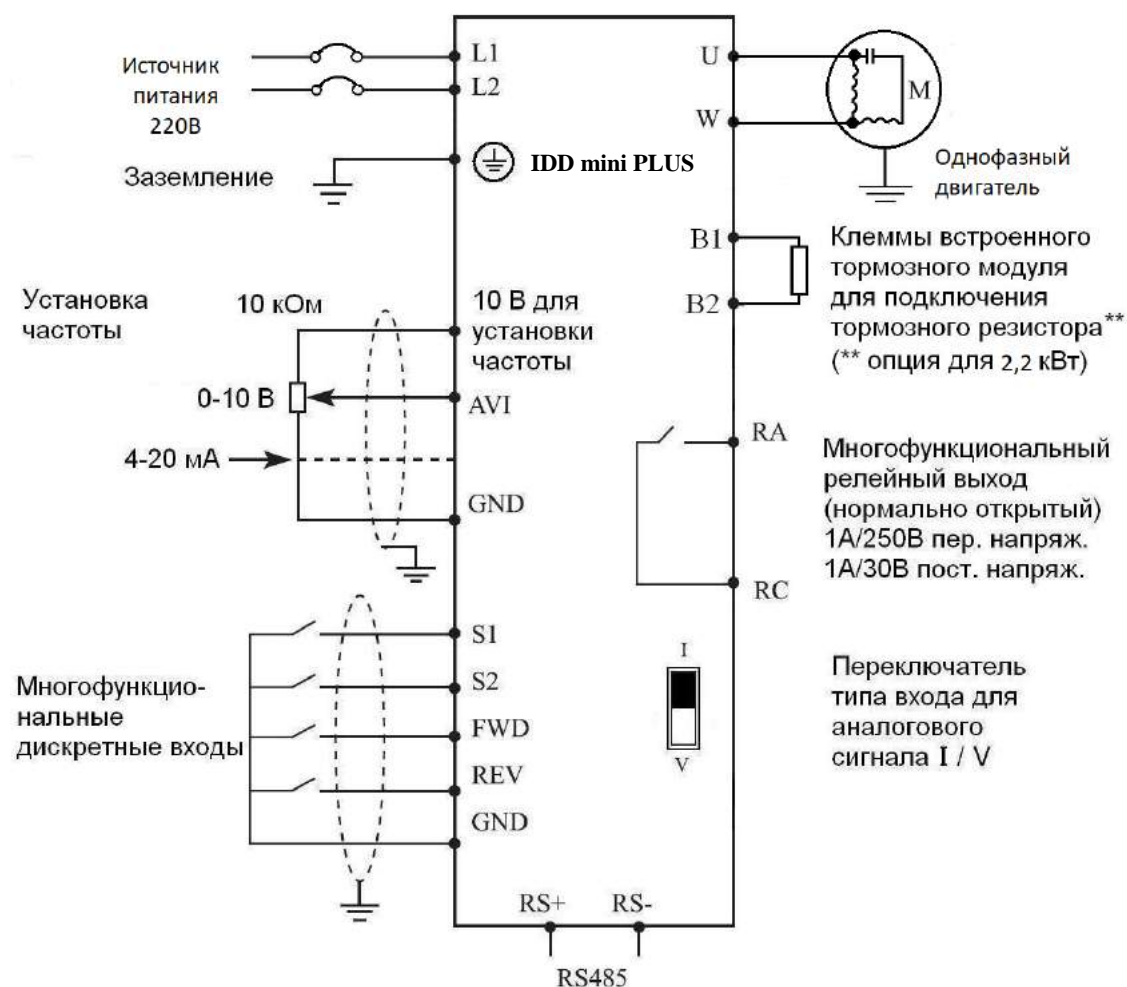 Источник
питания
220В
L1
L2
Заземление
IDD mini PLUS
U
W
M
Однофазный
двигатель
B1
B2
Клеммы встроенного
тормозного модуля
для подключения
тормозного резистора**
(** опция для 2,2 кВт)
Установка
частоты
10 кОм
10 В для
установки
частоты
0-10 В
AVI
4-20 мА
GND
RA
RC
Многофункциональный
релейный выход
(нормально открытый)
1А/250В пер. напряж.
1А/30В пост. напряж.
Многофункцио-
нальные
дискретные входы
S1
S2
FWD
REV
GND
I
V
Переключатель
типа входа для
аналогового
сигнала I / V
RS+
RS-
RS485